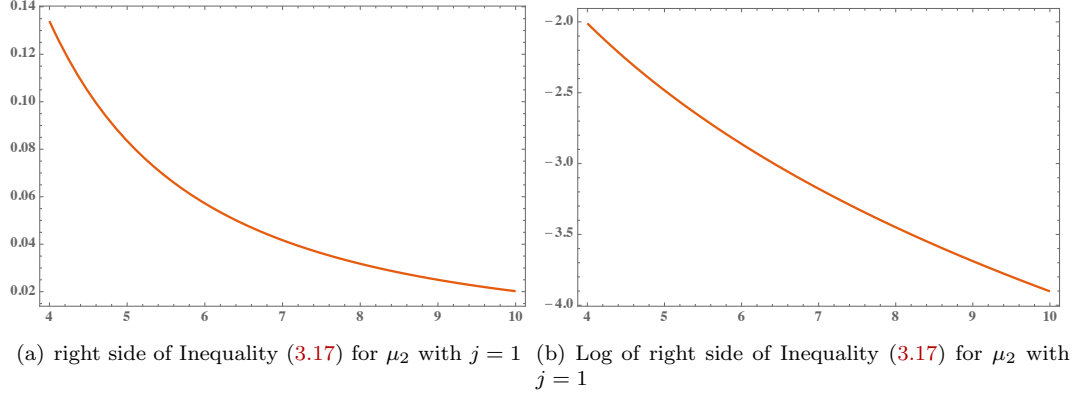 0.14
0.12
0.10
0.08
0.06
0.04
0.02
4 5 6 7 8 9 10
−2.0
−2.5
−3.0
−3.5
−4.0
4 5 6 7 8 9 10
(a) right side of Inequality (3.17) for μ₂ with j = 1
(b) Log of right side of Inequality (3.17) for μ₂ with
j = 1